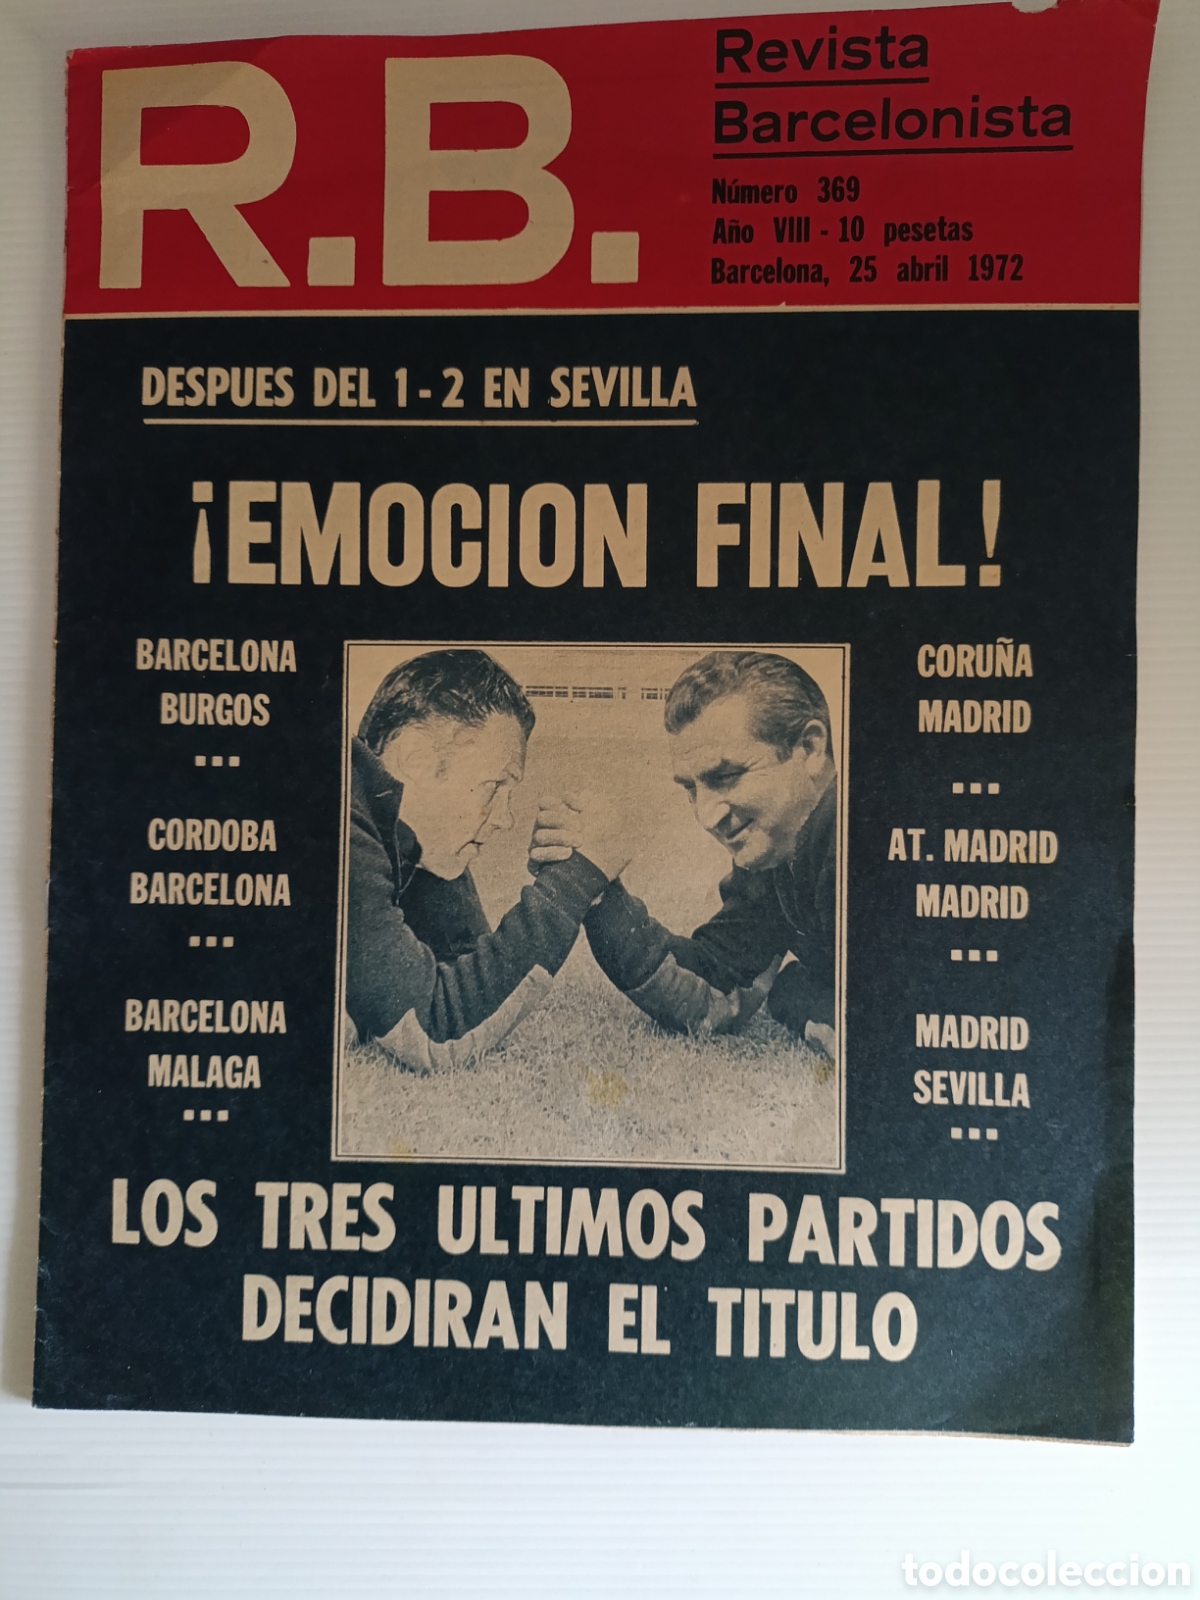 R.B.
Revista
Barcelonista
Número 369
Año VIII - 10 pesetas
Barcelona, 25 abril 1972
DESPUES DEL 1-2 EN SEVILLA
¡EMOCION FINAL!
BARCELONA
BURGOS
...
CORDOBA
BARCELONA
...
BARCELONA
MALAGA
...
CORUÑA
MADRID
...
AT. MADRID
MADRID
...
MADRID
SEVILLA
...
LOS TRES ULTIMOS PARTIDOS
DECIDIRAN EL TITULO
todocoleccion